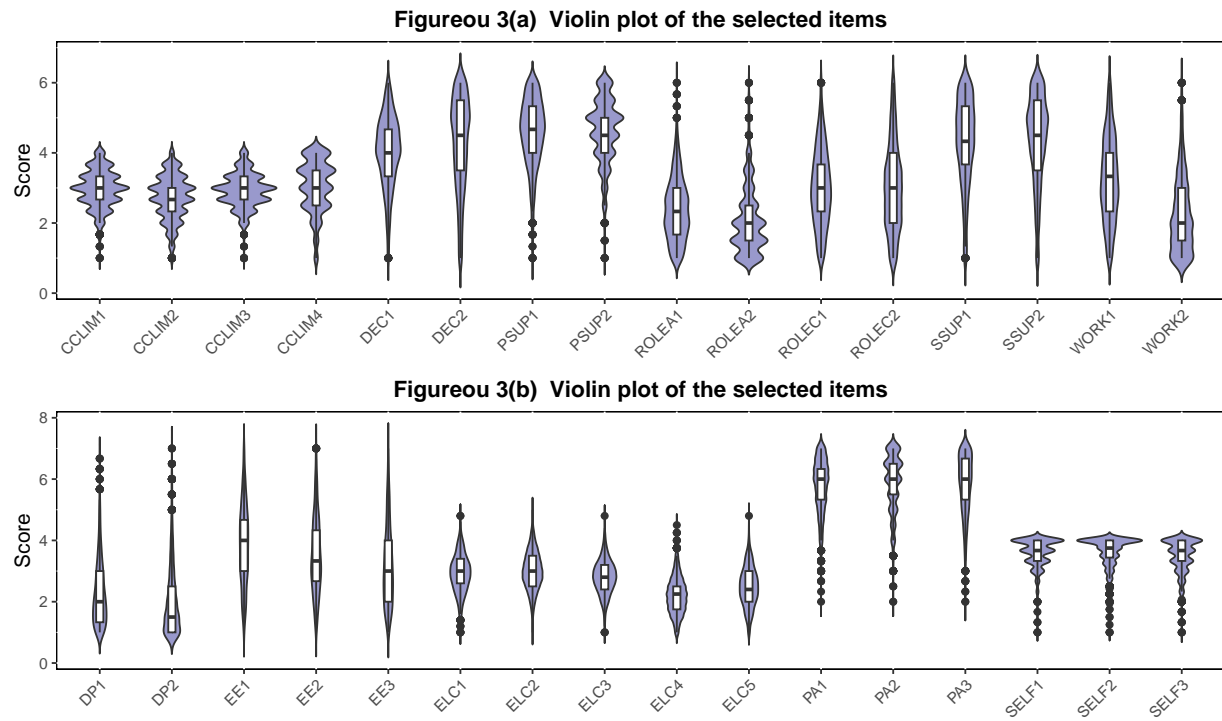 Figureou 3(a)  Violin plot of the selected items
Score
6
4
2
0
CCLIM1 CCLIM2 CCLIM3 CCLIM4 DEC1 DEC2 PSUP1 PSUP2 ROLEA1 ROLEA2 ROLEC1 ROLEC2 SSUP1 SSUP2 WORK1 WORK2
Figureou 3(b)  Violin plot of the selected items
Score
8
6
4
2
0
DP1 DP2 EE1 EE2 EE3 ELC1 ELC2 ELC3 ELC4 ELC5 PA1 PA2 PA3 SELF1 SELF2 SELF3